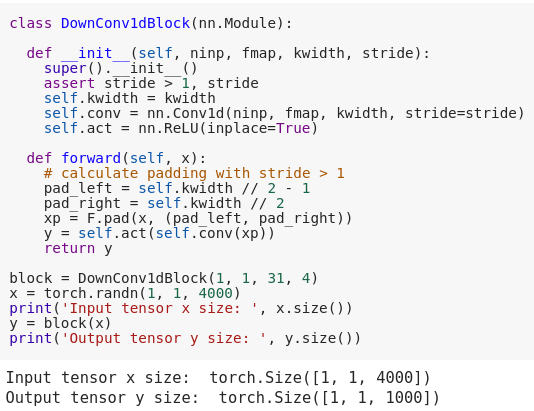 class DownConv1dBlock(nn.Module):

  def __init__(self, ninp, fmap, kwidth, stride):
    super().__init__()
    assert stride > 1, stride
    self.kwidth = kwidth
    self.conv = nn.Conv1d(ninp, fmap, kwidth, stride=stride)
    self.act = nn.ReLU(inplace=True)

  def forward(self, x):
    # calculate padding with stride > 1
    pad_left = self.kwidth // 2 - 1
    pad_right = self.kwidth // 2
    xp = F.pad(x, (pad_left, pad_right))
    y = self.act(self.conv(xp))
    return y

block = DownConv1dBlock(1, 1, 31, 4)
x = torch.randn(1, 1, 4000)
print('Input tensor x size: ', x.size())
y = block(x)
print('Output tensor y size: ', y.size())

Input tensor x size:  torch.Size([1, 1, 4000])
Output tensor y size:  torch.Size([1, 1, 1000])